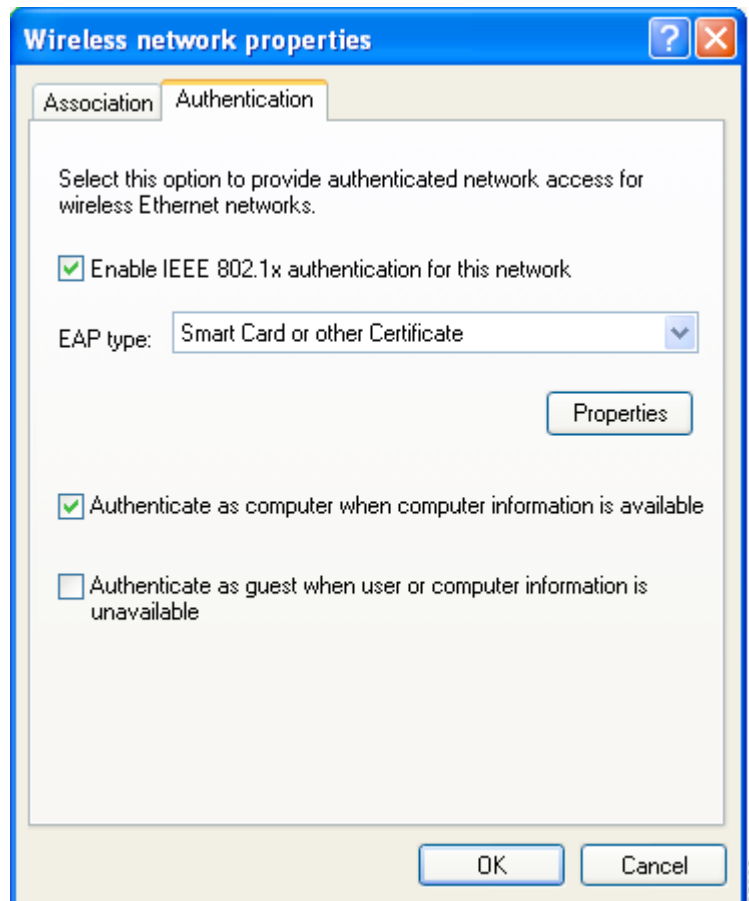 Wireless network properties
Association
Authentication
Select this option to provide authenticated network access for
wireless Ethernet networks.
Enable IEEE 802.1x authentication for this network
EAP type:
Smart Card or other Certificate
Properties
Authenticate as computer when computer information is available
Authenticate as guest when user or computer information is
unavailable
OK
Cancel